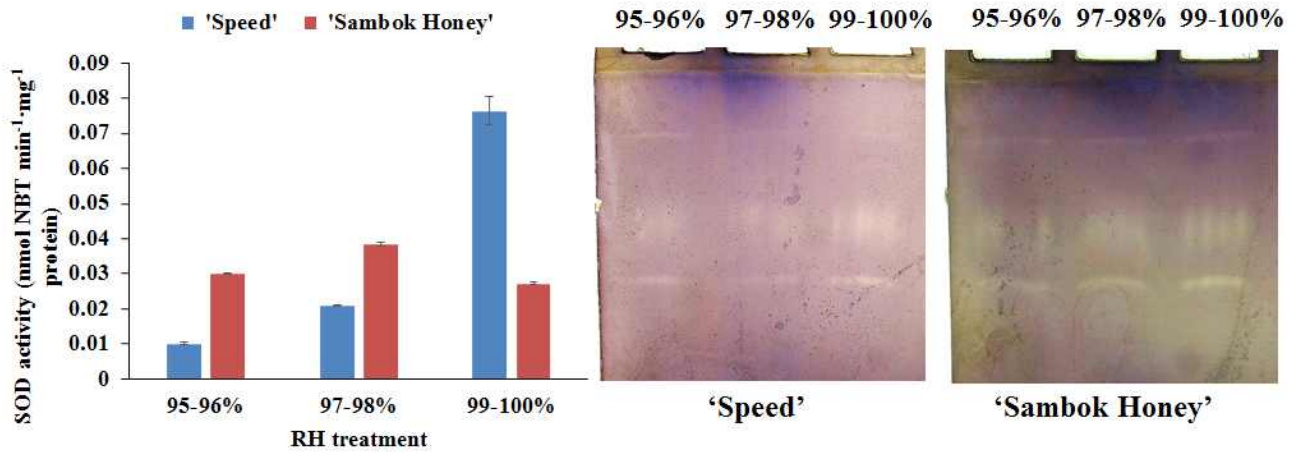 'Speed' 'Sambok Honey'
SOD activity (nmol NBT min⁻¹·mg⁻¹
protein)
0.09
0.08
0.07
0.06
0.05
0.04
0.03
0.02
0.01
0
95-96% 97-98% 99-100%
RH treatment
95-96% 97-98% 99-100%
‘Speed’
95-96% 97-98% 99-100%
‘Sambok Honey’